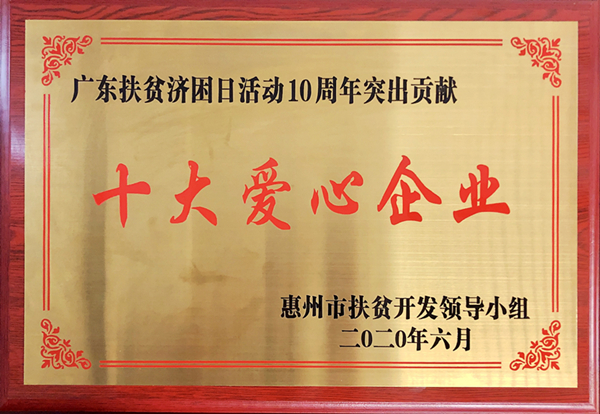 广东扶贫济困日活动10周年突出贡献
十大爱心企业
惠州市扶贫开发领导小组
二0二0年六月